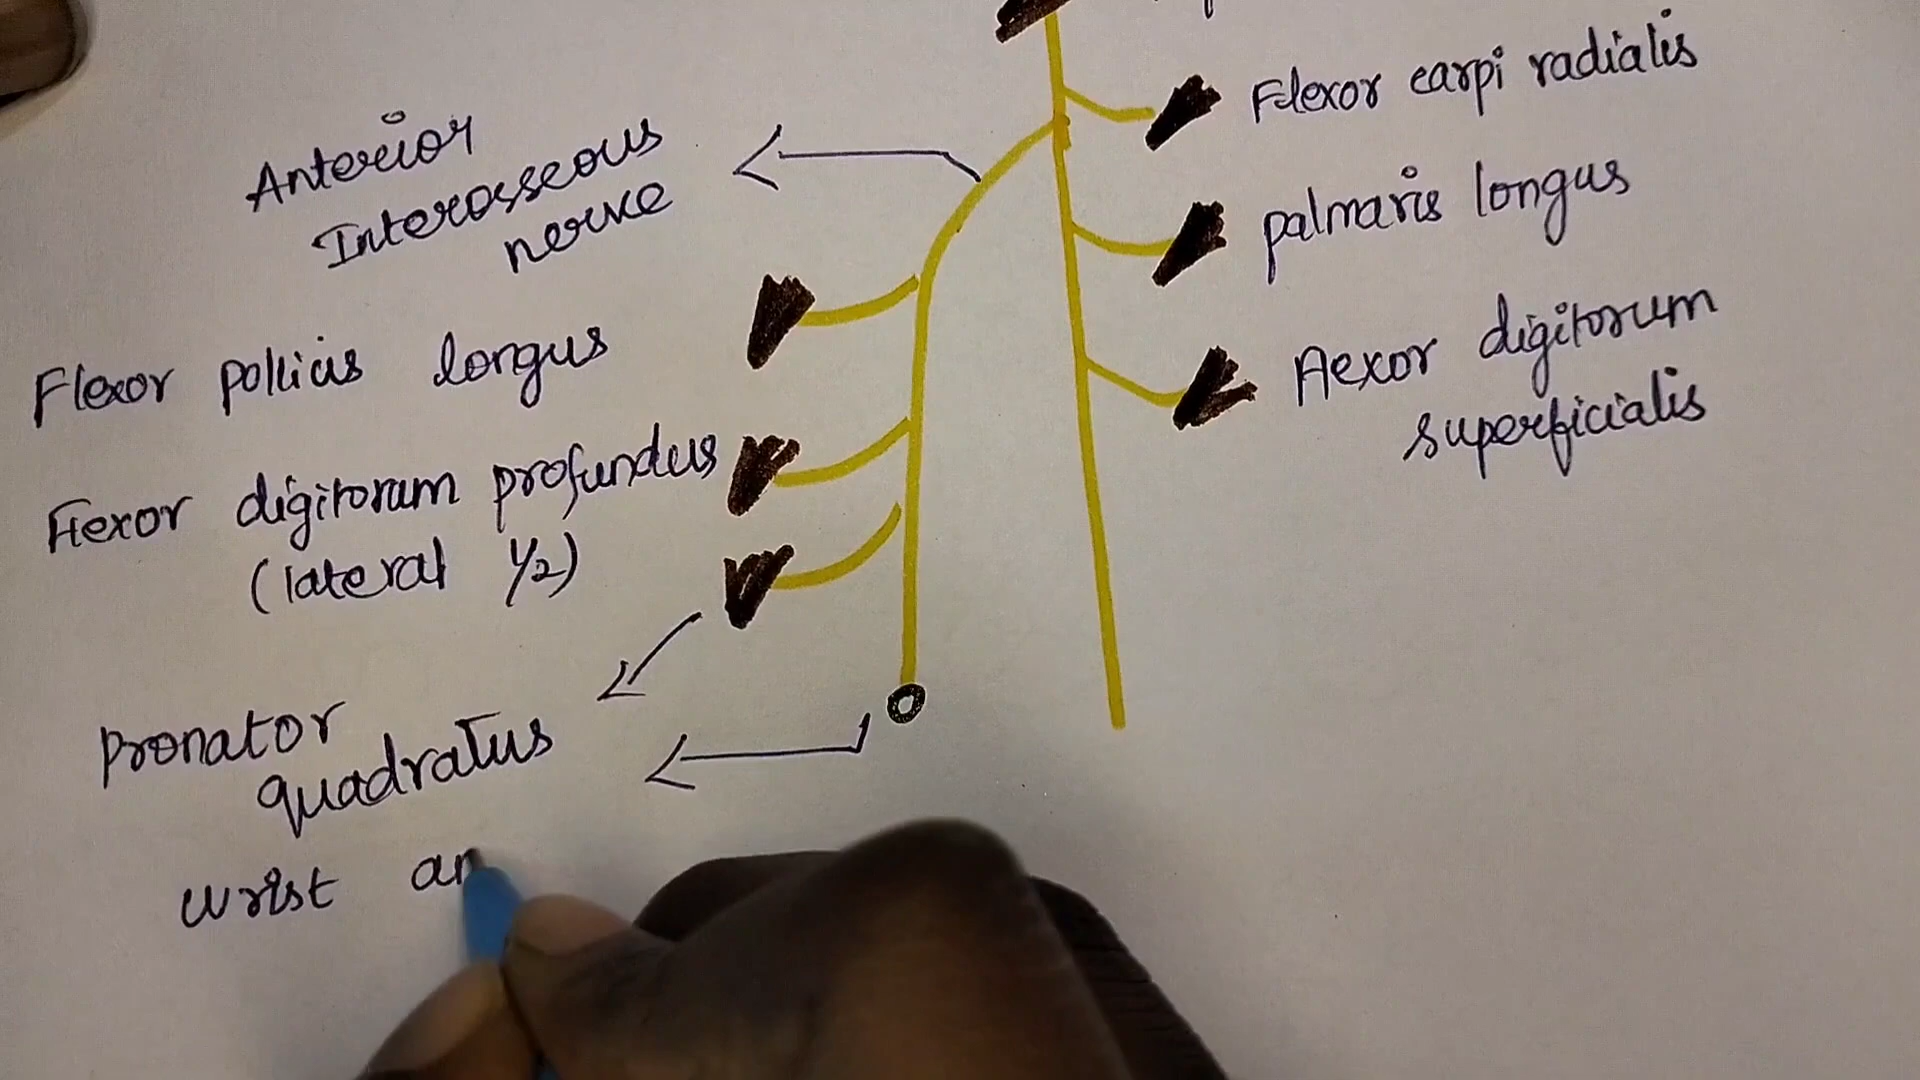 Flexor carpi radialis
Anterior
Interosseous
nerve
palmaris longus
Flexor pollicis longus
Flexor digitorum
superficialis
Flexor digitorum profundus
(lateral 1/2)
Pronator
quadratus
wrist an